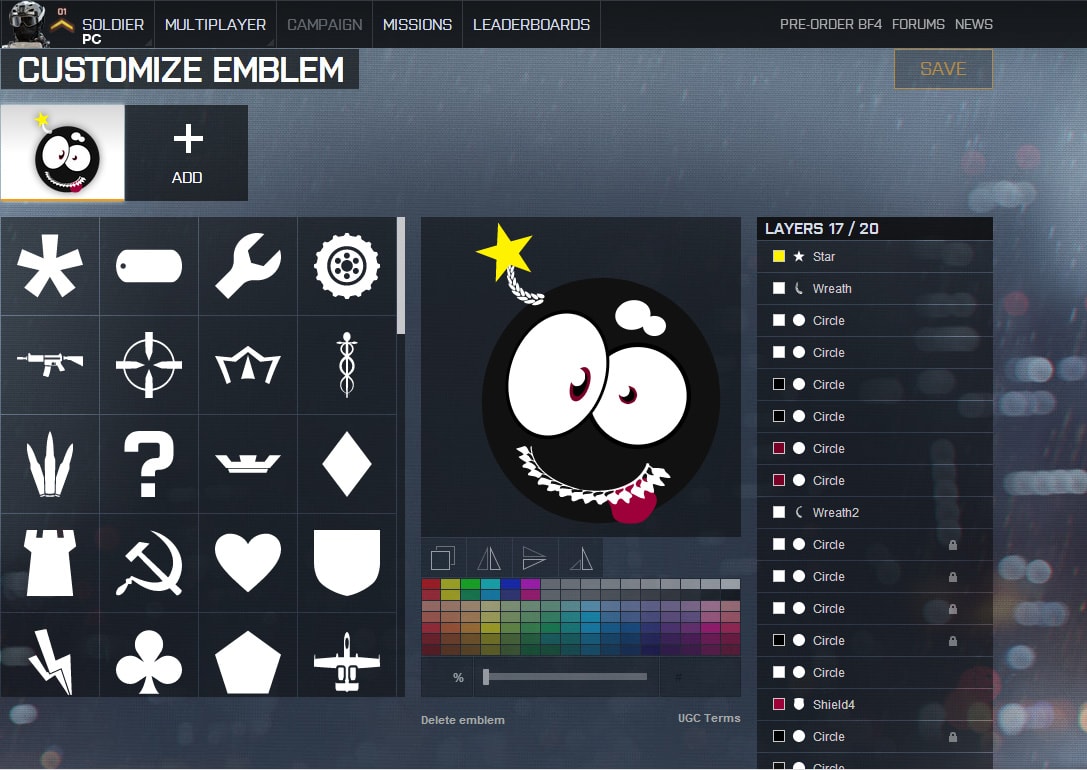 01
SOLDIER
PC
MULTIPLAYER
CAMPAIGN
MISSIONS
LEADERBOARDS
PRE-ORDER BF4
FORUMS
NEWS
CUSTOMIZE EMBLEM
SAVE
ADD
LAYERS 17 / 20
Star
Wreath
Circle
Circle
Circle
Circle
Circle
Circle
Wreath2
Circle
Circle
Circle
Circle
Circle
Shield4
Circle
Circle
%
#
Delete emblem
UGC Terms